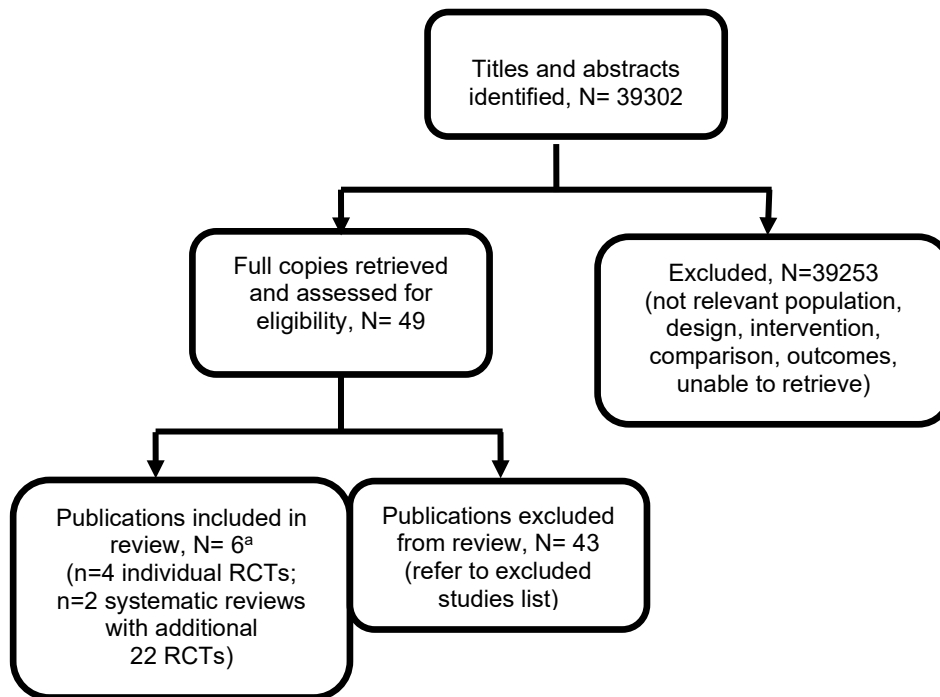 Titles and abstracts
identified, N= 39302
Full copies retrieved
and assessed for
eligibility, N= 49
Excluded, N=39253
(not relevant population,
design, intervention,
comparison, outcomes,
unable to retrieve)
Publications included in
review, N= 6ᵃ
(n=4 individual RCTs;
n=2 systematic reviews
with additional
22 RCTs)
Publications excluded
from review, N= 43
(refer to excluded
studies list)